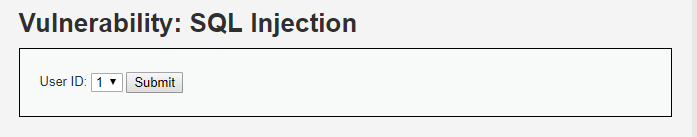 Vulnerability: SQL Injection
User ID: 1 Submit